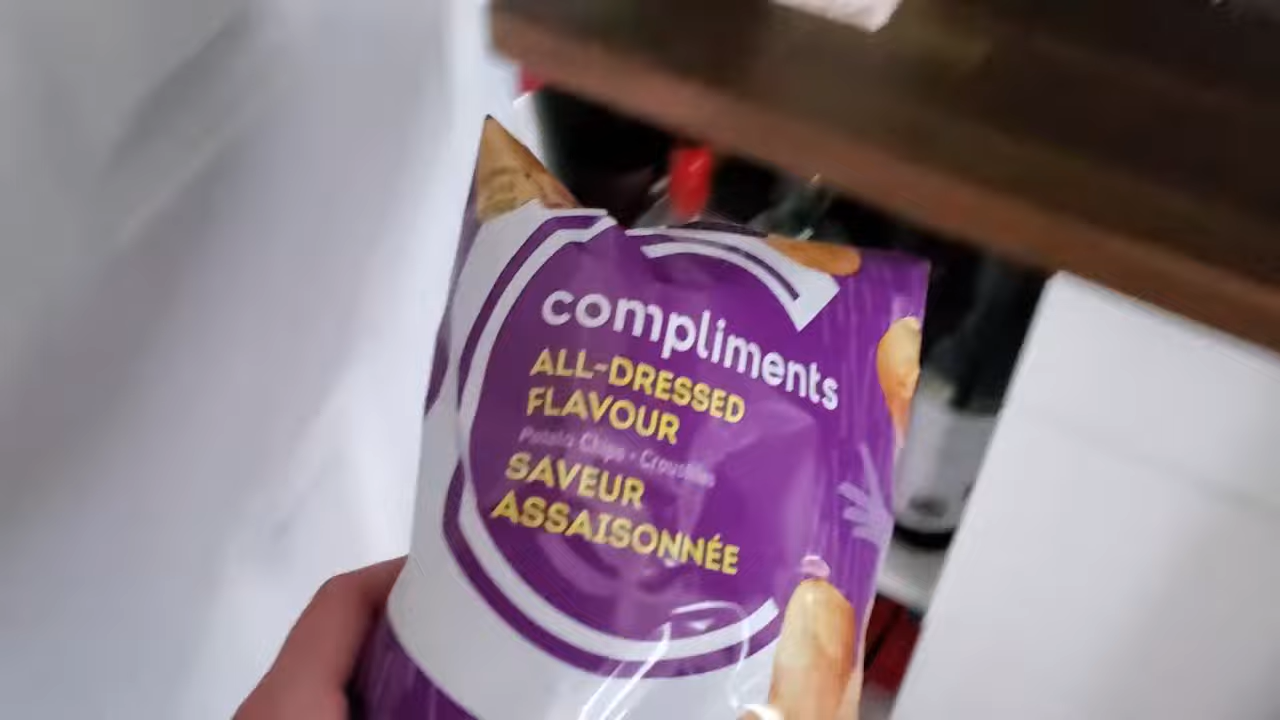 compliments
ALL-DRESSED
FLAVOUR
Potato Chips • Croustilles
SAVEUR
ASSAISONNÉE